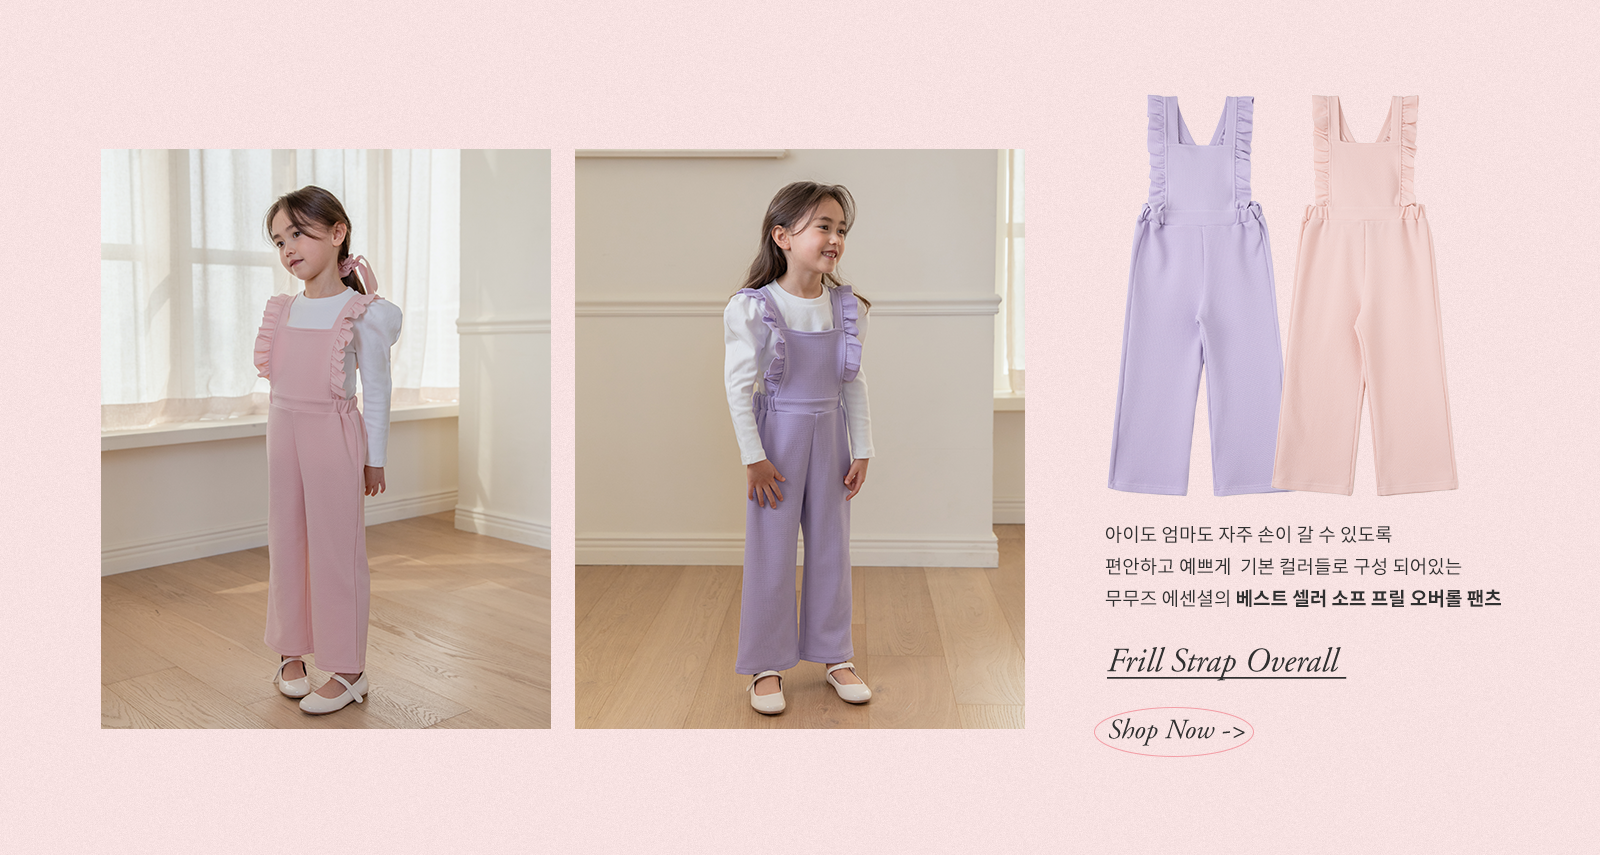 아이도 엄마도 자주 손이 갈 수 있도록
편안하고 예쁘게 기본 컬러들로 구성 되어있는
무무즈 에센셜의 베스트 셀러 소프 프릴 오버롤 팬츠
Frill Strap Overall
Shop Now ->